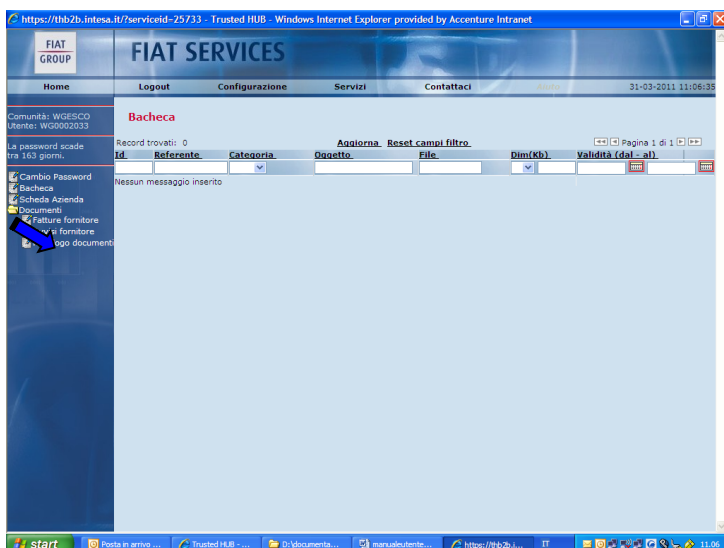 https://thb2b.intesa.it/?serviceid=25733 - Trusted HUB - Windows Internet Explorer provided by Accenture Intranet
FIAT
GROUP
FIAT SERVICES
Home Logout Configurazione Servizi Contattaci 31-03-2011 11:06:35
Comunità: WGESCO
Utente: WG0002033
La password scade
tra 163 giorni.
Cambio Password
Bacheca
Scheda Azienda
Documenti
Fatture fornitore
fornitore
documenti
Bacheca
Record trovati: 0 Aggiorna Reset campi filtro Pagina 1 di 1
Id Referente Categoria Oggetto File Dim(Kb) Validità (dal - al)
Nessun messaggio inserito
start Posta in arrivo ... Trusted HUB - ... D:\documenta... manualeutente... https://thb2b.i... IT 11.06